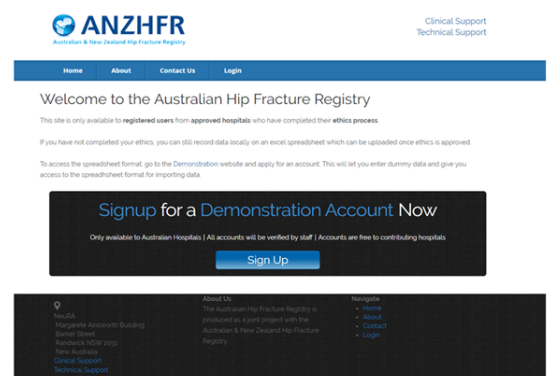 ANZHFR
Australian & New Zealand Hip Fracture Registry
Clinical Support
Technical Support
Home About Contact Us Login
Welcome to the Australian Hip Fracture Registry
This site is only available to registered users from approved hospitals who have completed their ethics process.
If you have not completed your ethics, you can still record data locally on an excel spreadsheet which can be uploaded once ethics is approved.
To access the spreadtsheet format, go to the Demonstration website and apply for an account. This will let you enter dummy data and give you
access to the spreadhsheet format for importing data.
Signup for a Demonstration Account Now
Only available to Australian Hospitals | All accounts will be verified by staff | Accounts are free to contributing hospitals
Sign Up
NeuRA
Margarete Ainsworth Building
Barker Street,
Randwick NSW 2031
New Australia
Clinical Support
Technical Support
About Us
The Australian Hip Fracture Registry is
produced as a joint project with the
Australian & New Zealand Hip Fracture
Registry
Navigate
Home
About
Contact
Login